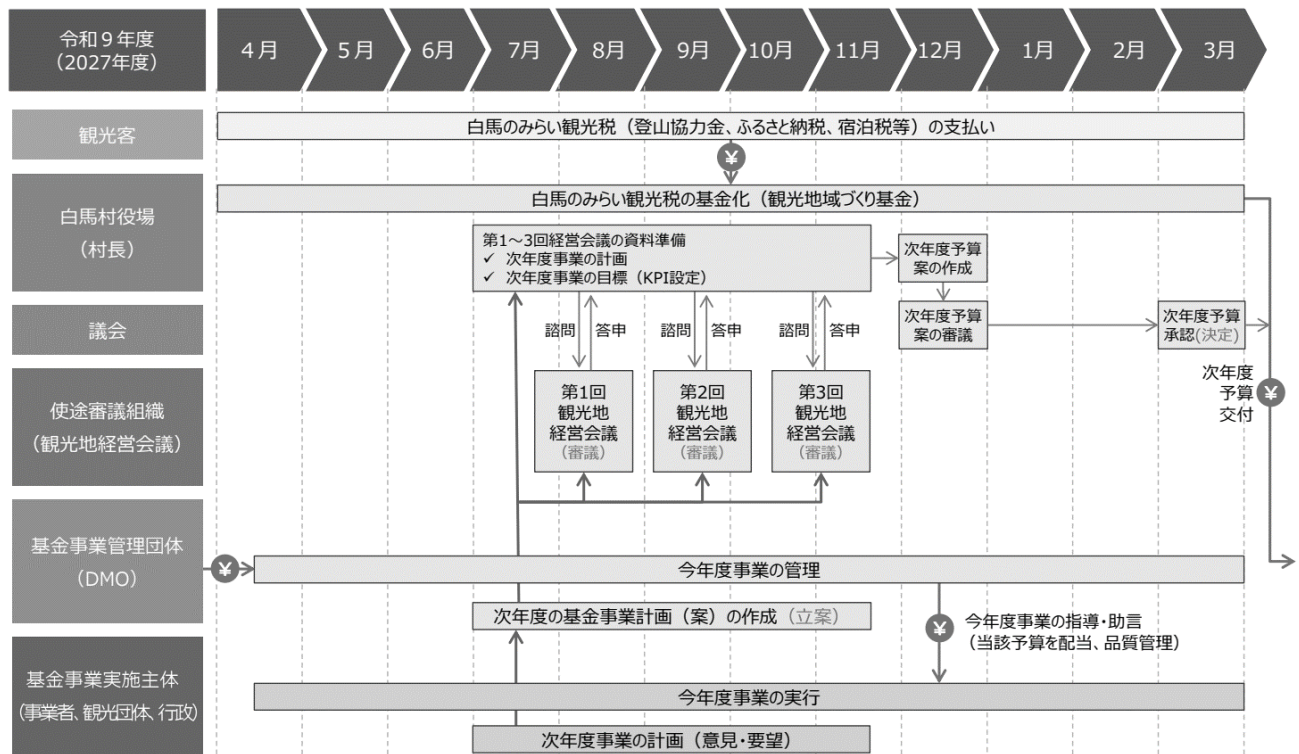 令和９年度
（2027年度）
４月
５月
６月
７月
８月
９月
10月
11月
12月
１月
２月
３月
観光客
白馬のみらい観光税（登山協力金、ふるさと納税、宿泊税等）の支払い
¥
白馬村役場
（村長）
白馬のみらい観光税の基金化（観光地域づくり基金）
第1～3回経営会議の資料準備
✓ 次年度事業の計画
✓ 次年度事業の目標（KPI設定）
次年度予算
案の作成
議会
諮問
答申
諮問
答申
諮問
答申
次年度予算
案の審議
次年度予算
承認(決定)
使途審議組織
（観光地経営会議）
第1回
観光地
経営会議
（審議）
第2回
観光地
経営会議
（審議）
第3回
観光地
経営会議
（審議）
次年度
予算
交付
¥
基金事業管理団体
（DMO）
¥
今年度事業の管理
次年度の基金事業計画（案）の作成（立案）
¥
今年度事業の指導・助言
（当該予算を配当、品質管理）
基金事業実施主体
（事業者、観光団体、行政）
今年度事業の実行
次年度事業の計画（意見・要望）